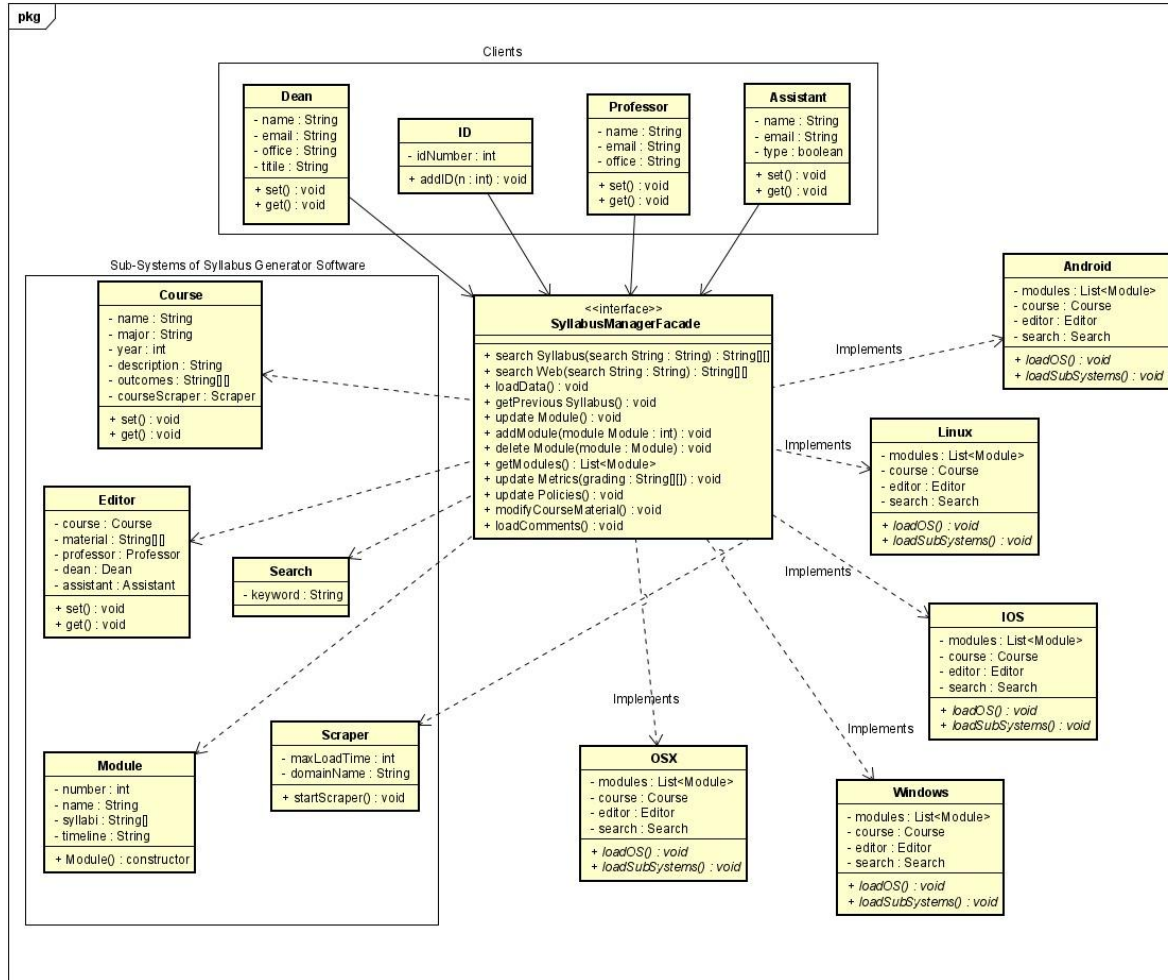 pkg
Clients
Dean
- name : String
- email : String
- office : String
- titile : String
+ set() : void
+ get() : void
ID
- idNumber : int
+ addID(n : int) : void
Professor
- name : String
- email : String
- office : String
+ set() : void
+ get() : void
Assistant
- name : String
- email : String
- type : boolean
+ set() : void
+ get() : void
Sub-Systems of Syllabus Generator Software
Course
- name : String
- major : String
- year : int
- description : String
- outcomes : String[][]
- courseScraper : Scraper
+ set() : void
+ get() : void
<<interface>>
SyllabusManagerFacade
+ search Syllabus(search String : String) : String[][]
+ search Web(search String : String) : String[][]
+ loadData() : void
+ getPrevious Syllabus() : void
+ update Module() : void
+ addModule(module Module : int) : void
+ delete Module(module : Module) : void
+ getModules() : List<Module>
+ update Metrics(grading : String[][]) : void
+ update Policies() : void
+ modifyCourseMaterial() : void
+ loadComments() : void
Implements
Android
- modules : List<Module>
- course : Course
- editor : Editor
- search : Search
+ loadOS() : void
+ loadSubSystems() : void
Implements
Linux
- modules : List<Module>
- course : Course
- editor : Editor
- search : Search
+ loadOS() : void
+ loadSubSystems() : void
Editor
- course : Course
- material : String[][]
- professor : Professor
- dean : Dean
- assistant : Assistant
+ set() : void
+ get() : void
Search
- keyword : String
Implements
IOS
- modules : List<Module>
- course : Course
- editor : Editor
- search : Search
+ loadOS() : void
+ loadSubSystems() : void
Module
- number : int
- name : String
- syllabi : String[]
- timeline : String
+ Module() : constructor
Scraper
- maxLoadTime : int
- domainName : String
+ startScraper() : void
Implements
Implements
OSX
- modules : List<Module>
- course : Course
- editor : Editor
- search : Search
+ loadOS() : void
+ loadSubSystems() : void
Windows
- modules : List<Module>
- course : Course
- editor : Editor
- search : Search
+ loadOS() : void
+ loadSubSystems() : void